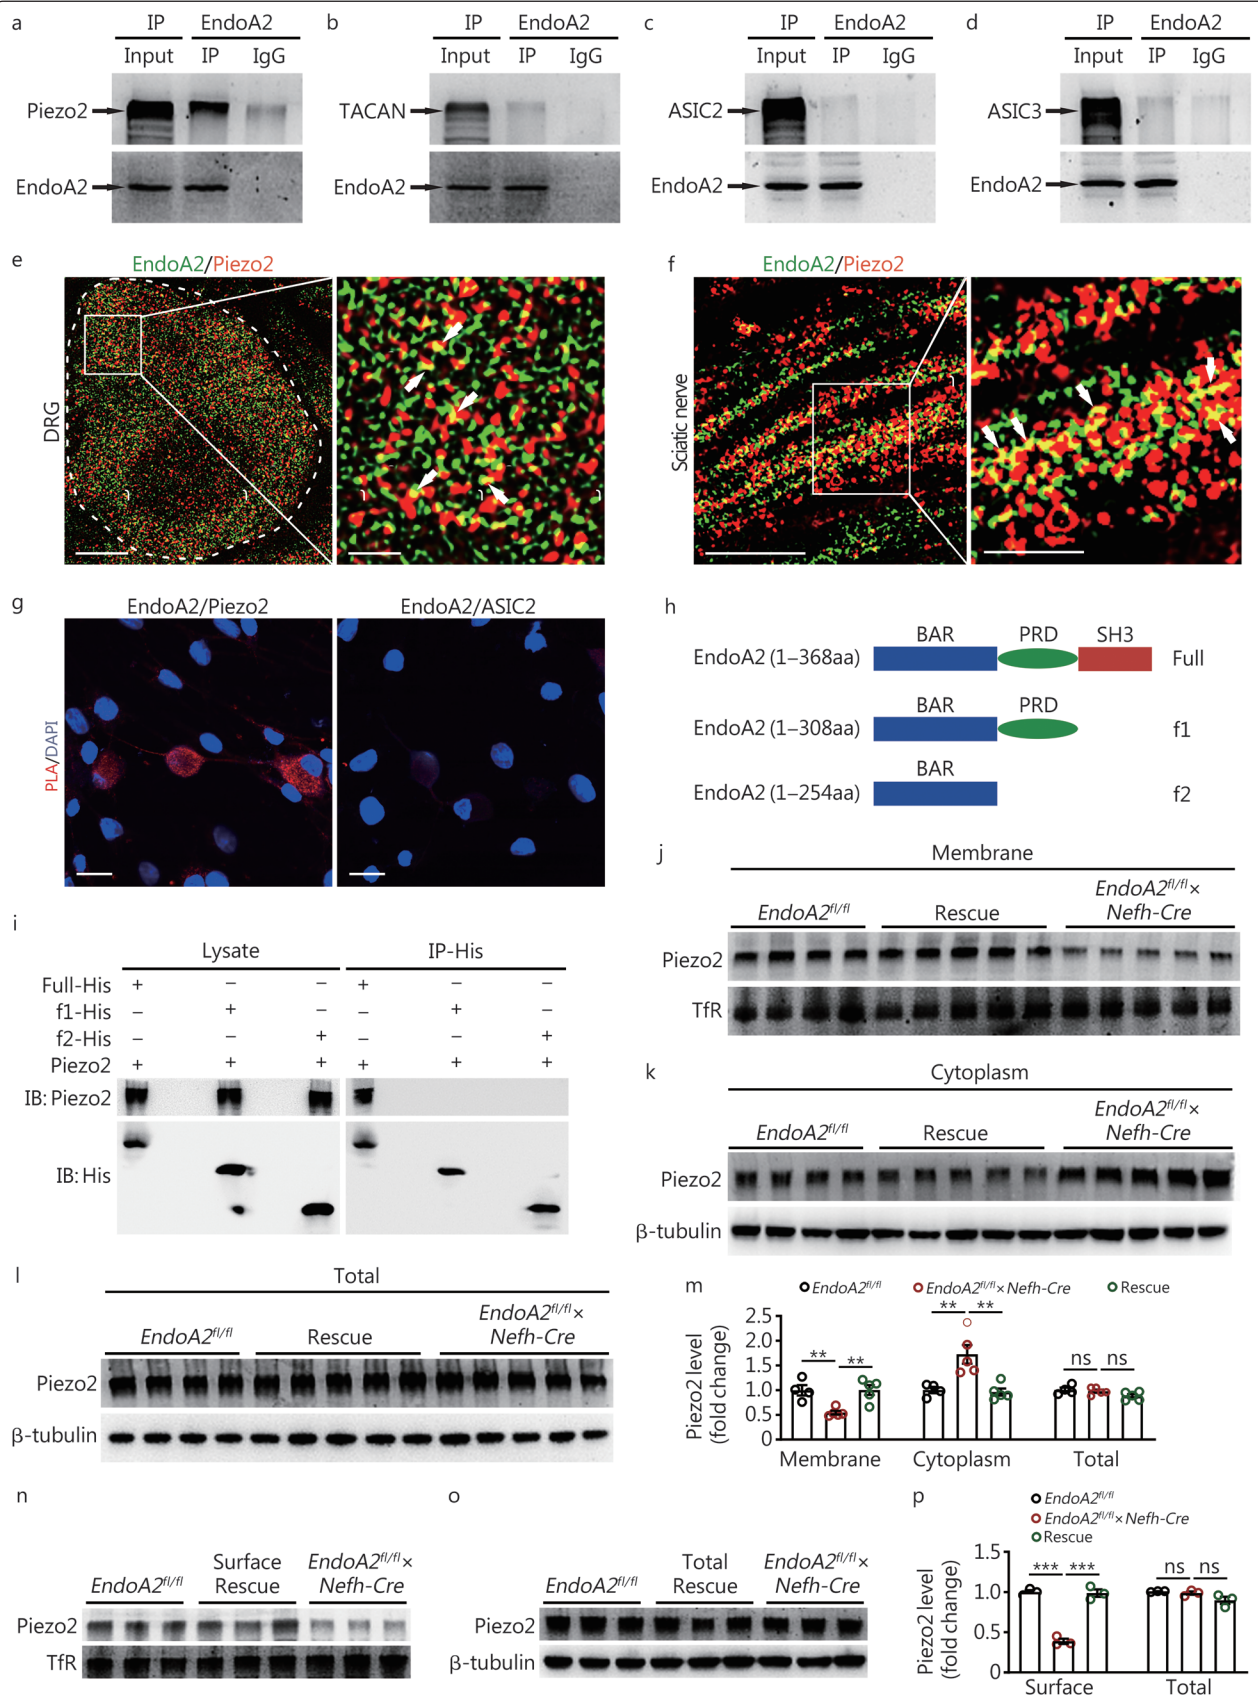 a
IP EndoA2
Input IP IgG
Piezo2
EndoA2
b
IP EndoA2
Input IP IgG
TACAN
EndoA2
c
IP EndoA2
Input IP IgG
ASIC2
EndoA2
d
IP EndoA2
Input IP IgG
ASIC3
EndoA2
e
EndoA2/Piezo2
DRG
f
EndoA2/Piezo2
Sciatic nerve
g
EndoA2/Piezo2 EndoA2/ASIC2
PLA/DAPI
h
BAR PRD SH3
EndoA2 (1–368aa) Full
BAR PRD
EndoA2 (1–308aa) f1
BAR
EndoA2 (1–254aa) f2
i
Lysate IP-His
Full-His + – – + – –
f1-His – + – – + –
f2-His – – + – – +
Piezo2 + + + + + +
IB: Piezo2
IB: His
j
Membrane
EndoA2fl/fl Rescue EndoA2fl/fl×
Nefh-Cre
Piezo2
TfR
k
Cytoplasm
EndoA2fl/fl Rescue EndoA2fl/fl×
Nefh-Cre
Piezo2
β-tubulin
l
Total
EndoA2fl/fl Rescue EndoA2fl/fl×
Nefh-Cre
Piezo2
β-tubulin
m
EndoA2fl/fl EndoA2fl/fl×Nefh-Cre Rescue
Piezo2 level
(fold change)
2.5
2.0
1.5
1.0
0.5
0
** ** ** ** ns ns
Membrane Cytoplasm Total
n
EndoA2fl/fl Surface
Rescue EndoA2fl/fl×
Nefh-Cre
Piezo2
TfR
o
EndoA2fl/fl Total
Rescue EndoA2fl/fl×
Nefh-Cre
Piezo2
β-tubulin
p
EndoA2fl/fl
EndoA2fl/fl×Nefh-Cre
Rescue
Piezo2 level
(fold change)
1.5
1.0
0.5
0
*** *** ns ns
Surface Total